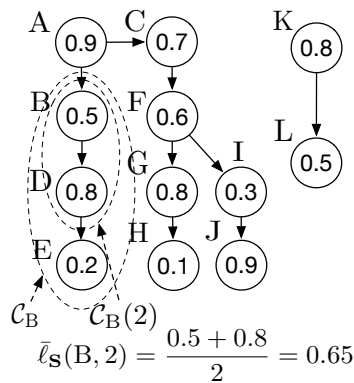 A
C
K
0.9
0.7
0.8
B
F
0.5
0.6
L
I
D
G
0.5
0.8
0.8
0.3
E
H
J
0.2
0.1
0.9
𝒞_B
𝒞_B(2)
ℓ̄_S(B, 2) = (0.5 + 0.8)/2 = 0.65